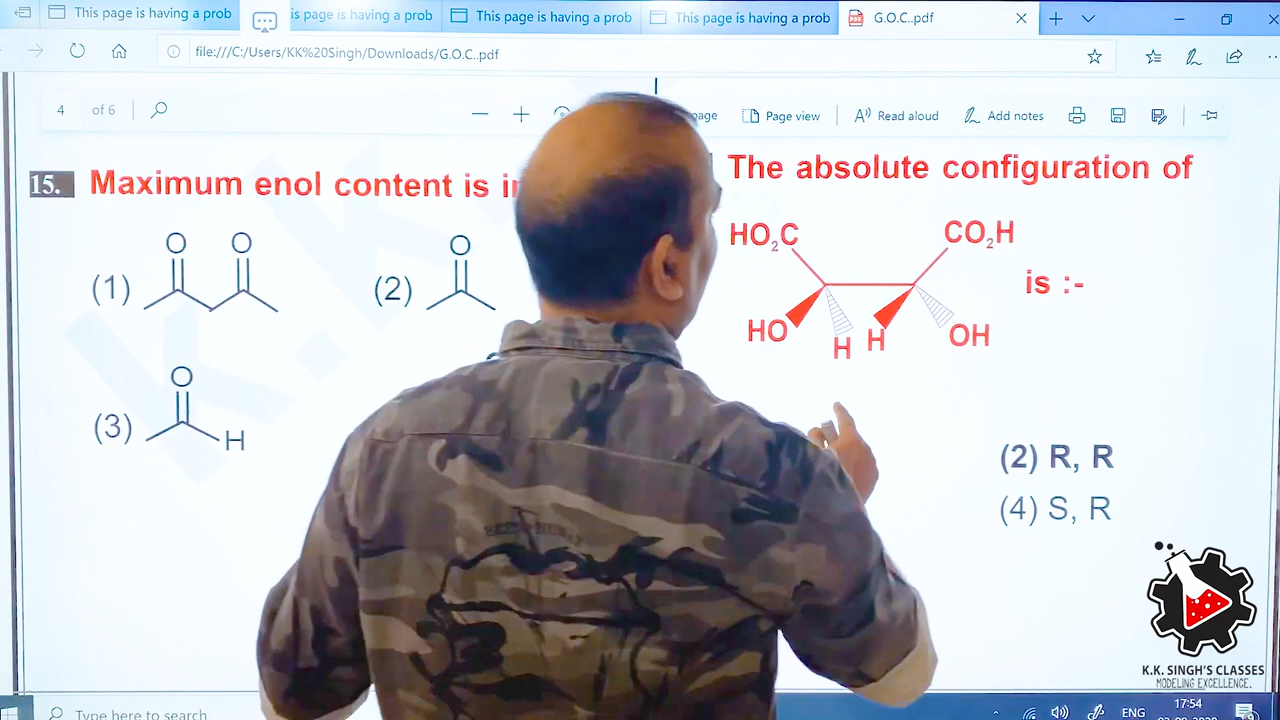 This page is having a prob
is page is having a prob
This page is having a prob
This page is having a prob
G.O.C..pdf
file:///C:/Users/KK%20Singh/Downloads/G.O.C..pdf
4 of 6
page
Page view
Read aloud
Add notes
15. Maximum enol content is
(1)
O O
(2)
O
(3)
O
H
The absolute configuration of
HO₂C CO₂H
HO H H OH
is :-
(2) R, R
(4) S, R
K.K. SINGH'S CLASSES
MODELING EXCELLENCE.
Type here to search
ENG
17:54